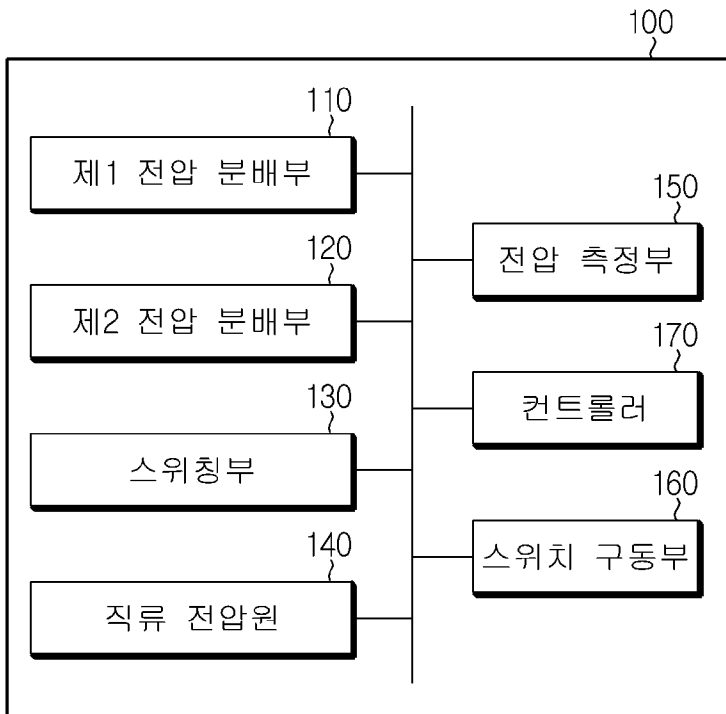 100
110
제1 전압 분배부
120
제2 전압 분배부
130
스위칭부
140
직류 전압원
150
전압 측정부
170
컨트롤러
160
스위치 구동부